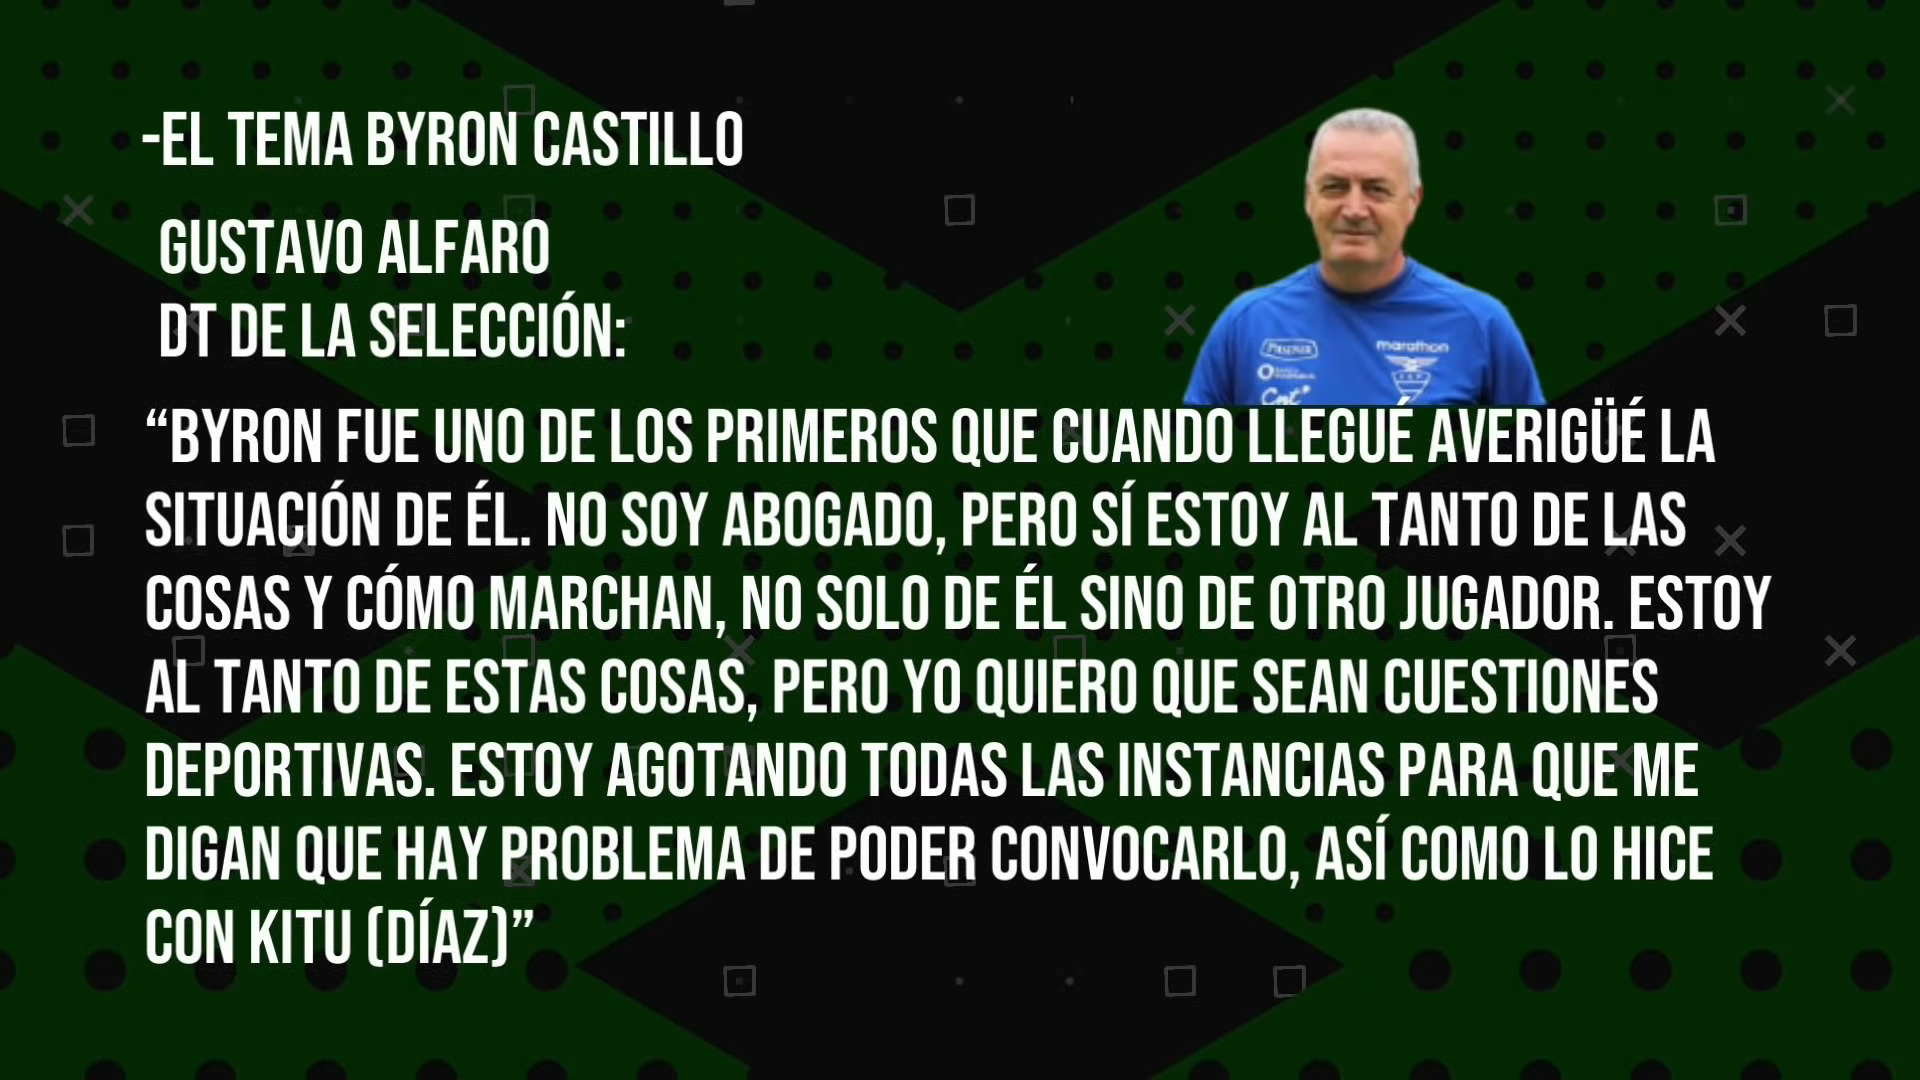 -EL TEMA BYRON CASTILLO
GUSTAVO ALFARO
DT DE LA SELECCIÓN:
PILSENER
marathon
Cnt
“BYRON FUE UNO DE LOS PRIMEROS QUE CUANDO LLEGUÉ AVERIGÜÉ LA
SITUACIÓN DE ÉL. NO SOY ABOGADO, PERO SÍ ESTOY AL TANTO DE LAS
COSAS Y CÓMO MARCHAN, NO SOLO DE ÉL SINO DE OTRO JUGADOR. ESTOY
AL TANTO DE ESTAS COSAS, PERO YO QUIERO QUE SEAN CUESTIONES
DEPORTIVAS. ESTOY AGOTANDO TODAS LAS INSTANCIAS PARA QUE ME
DIGAN QUE HAY PROBLEMA DE PODER CONVOCARLO, ASÍ COMO LO HICE
CON KITU (DÍAZ)”